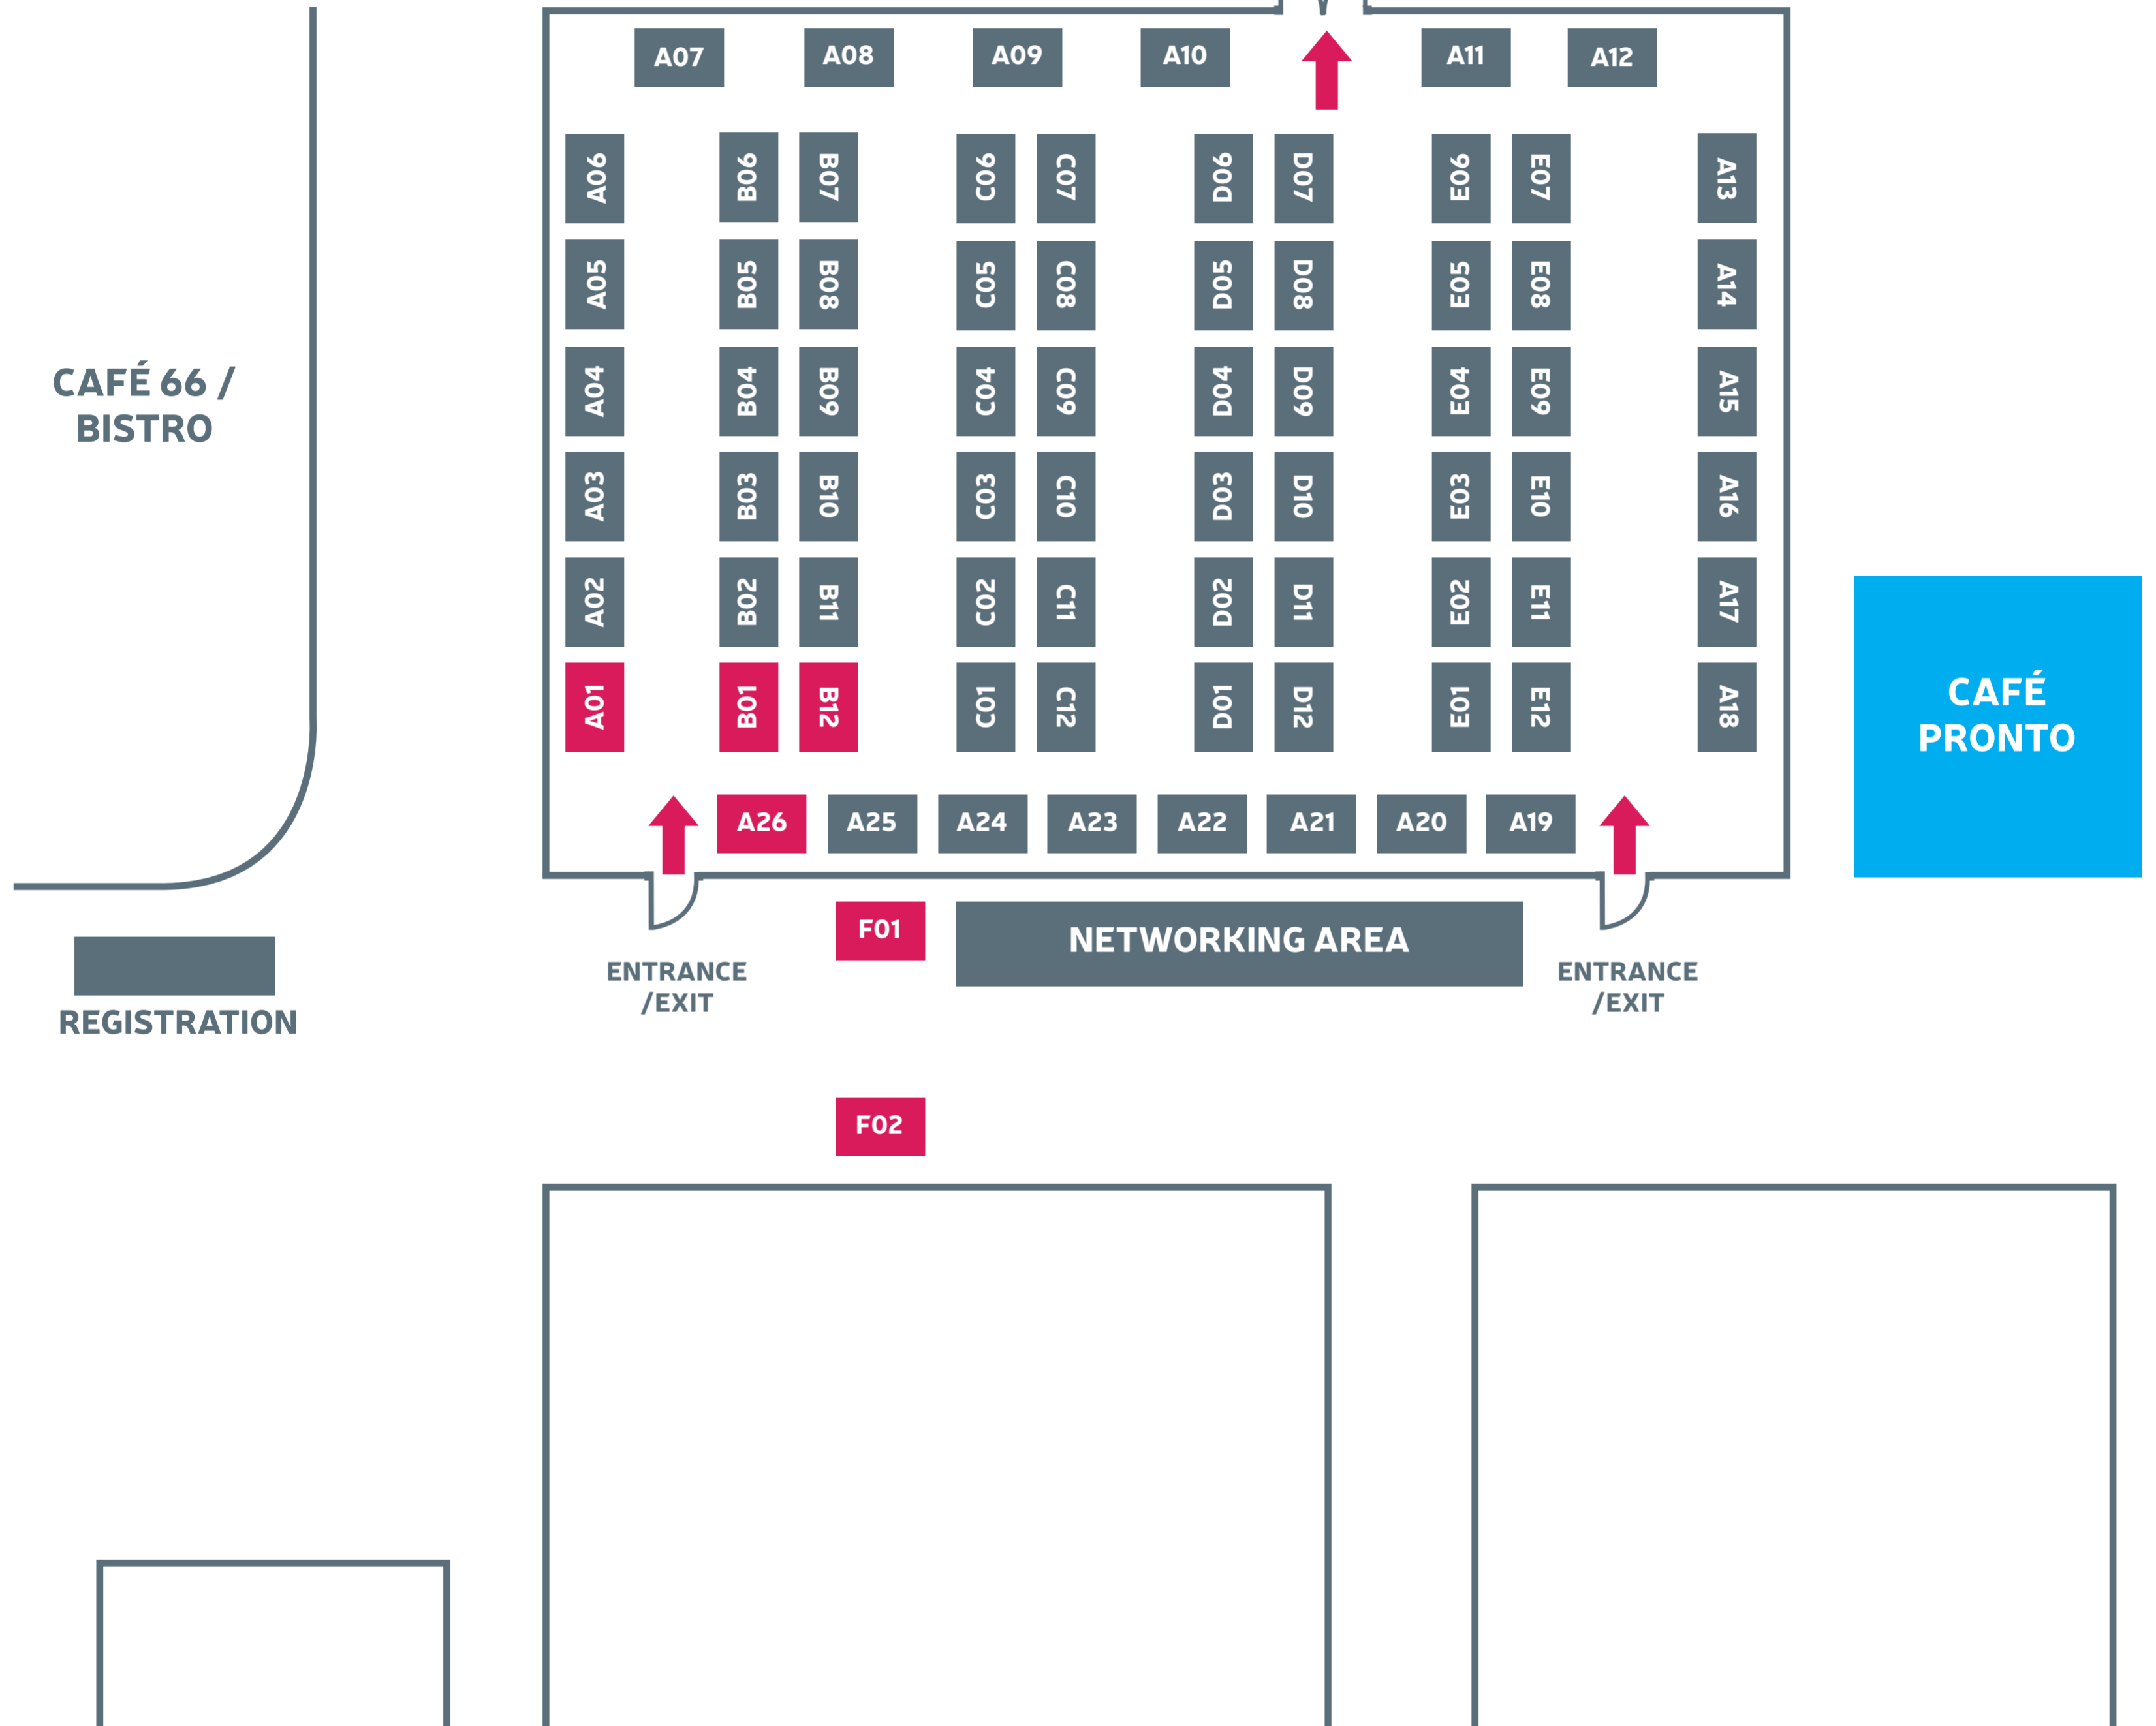 A07 A08 A09 A10 A11 A12
A06 B06 B07 C06 C07 D06 D07 E06 E07 A13
A05 B05 B08 C05 C08 D05 D08 E05 E08 A14
A04 B04 B09 C04 C09 D04 D09 E04 E09 A15
A03 B03 B10 C03 C10 D03 D10 E03 E10 A16
A02 B02 B11 C02 C11 D02 D11 E02 E11 A17
A01 B01 B12 C01 C12 D01 D12 E01 E12 A18
A26 A25 A24 A23 A22 A21 A20 A19
CAFÉ 66 /
BISTRO
CAFÉ
PRONTO
F01
NETWORKING AREA
ENTRANCE
/EXIT
ENTRANCE
/EXIT
REGISTRATION
F02